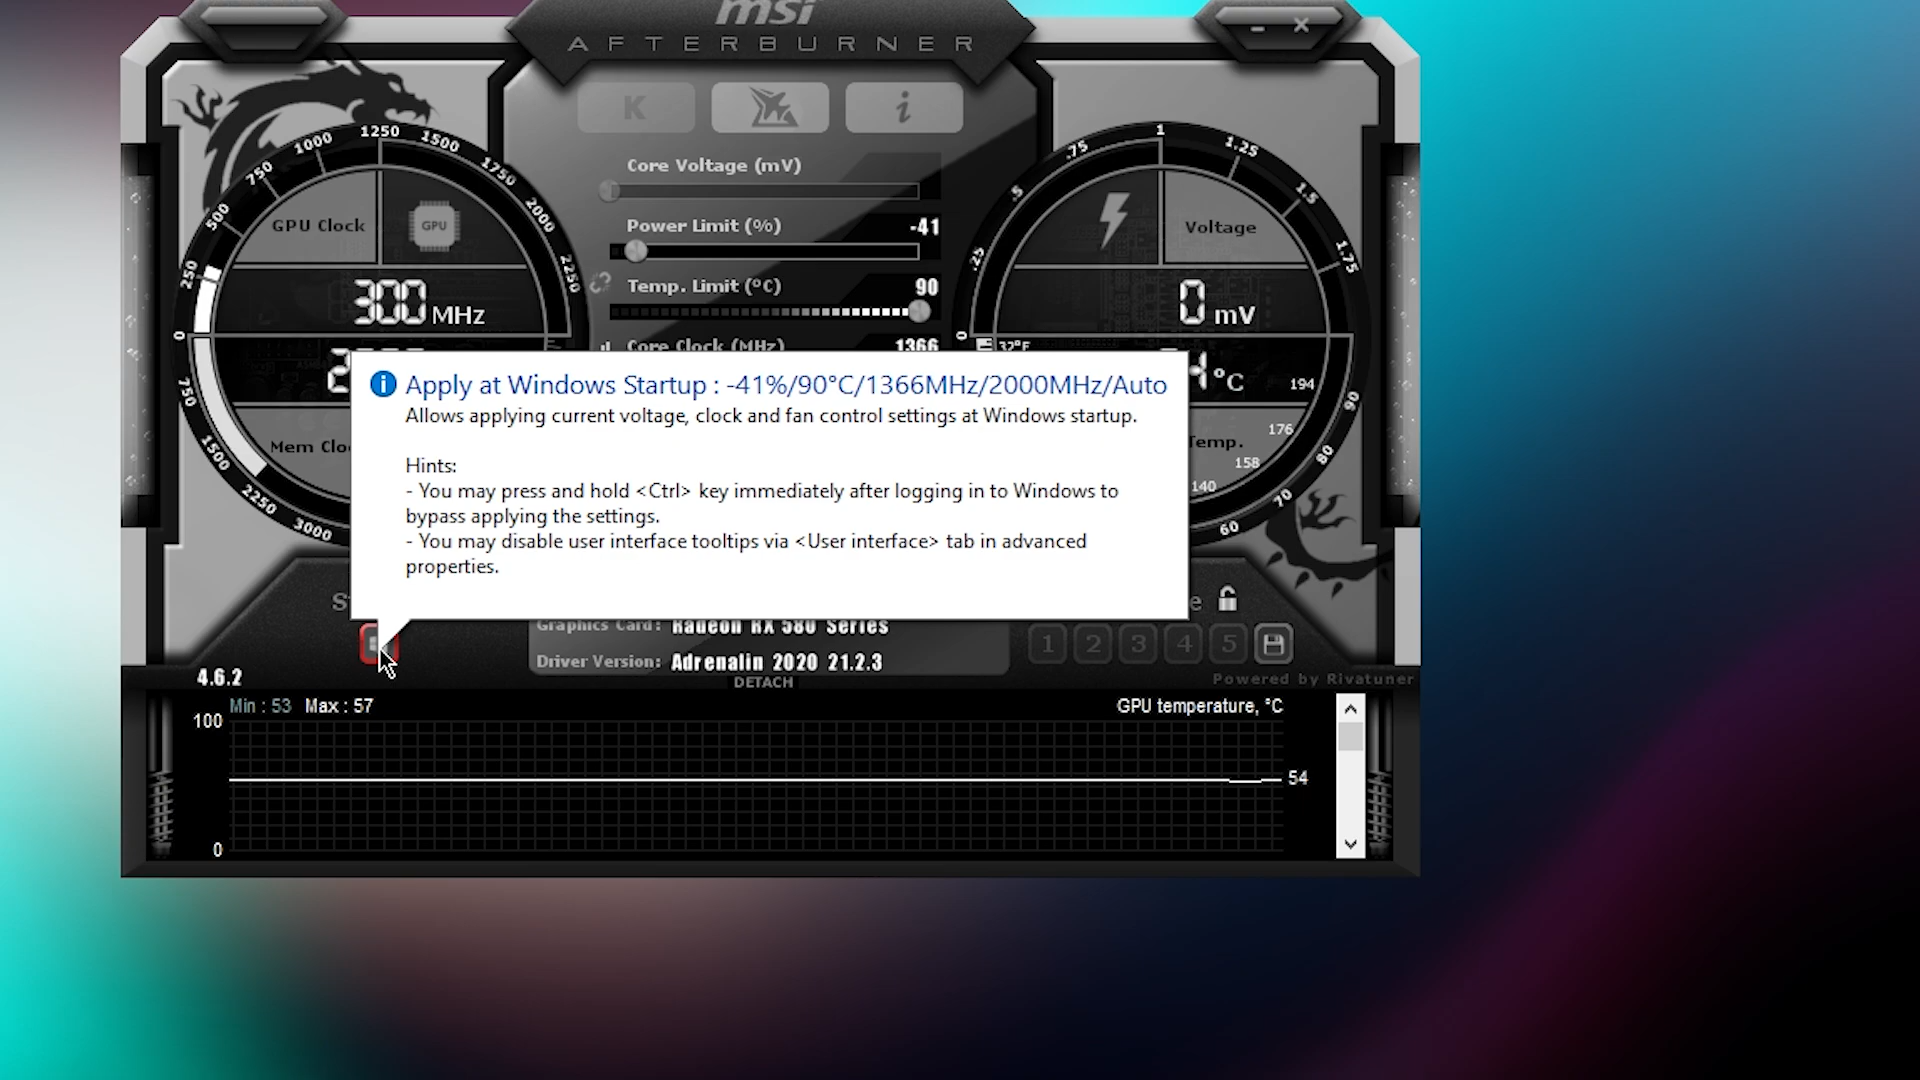 msi
AFTERBURNER
K
i
Core Voltage (mV)
Power Limit (%)
-41
Temp. Limit (°C)
90
Core Clock (MHz)
1366
0
250
500
750
1000
1250
1500
1750
2000
2250
GPU Clock
GPU
300 MHz
750
1500
2250
3000
0
.25
.5
.75
1
1.25
1.5
1.75
Voltage
0 mV
32°F
°C
194
176
158
140
90
80
70
60
Temp.
Apply at Windows Startup : -41%/90°C/1366MHz/2000MHz/Auto
Allows applying current voltage, clock and fan control settings at Windows startup.
Hints:
- You may press and hold <Ctrl> key immediately after logging in to Windows to
bypass applying the settings.
- You may disable user interface tooltips via <User interface> tab in advanced
properties.
Graphics Card: Radeon RX 580 Series
Driver Version: Adrenalin 2020 21.2.3
1 2 3 4 5
4.6.2
DETACH
Powered by Rivatuner
Min : 53 Max : 57
GPU temperature, °C
100
54
0